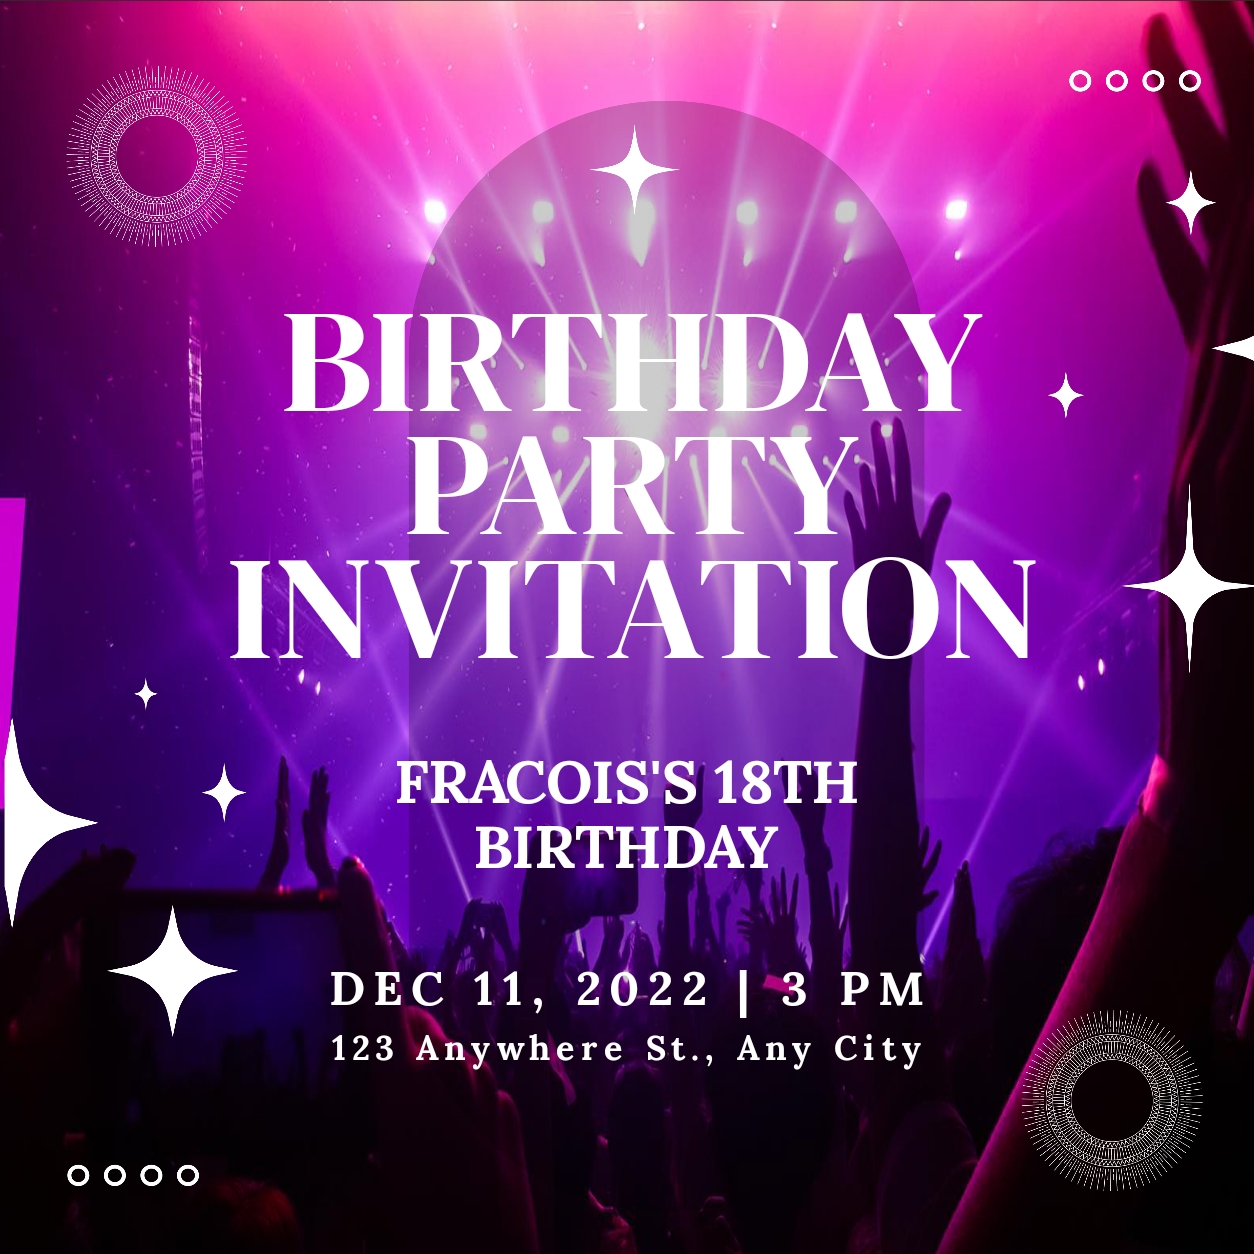 BIRTHDAY
PARTY
INVITATION
FRACOIS'S 18TH
BIRTHDAY
DEC 11, 2022 | 3 PM
123 Anywhere St., Any City